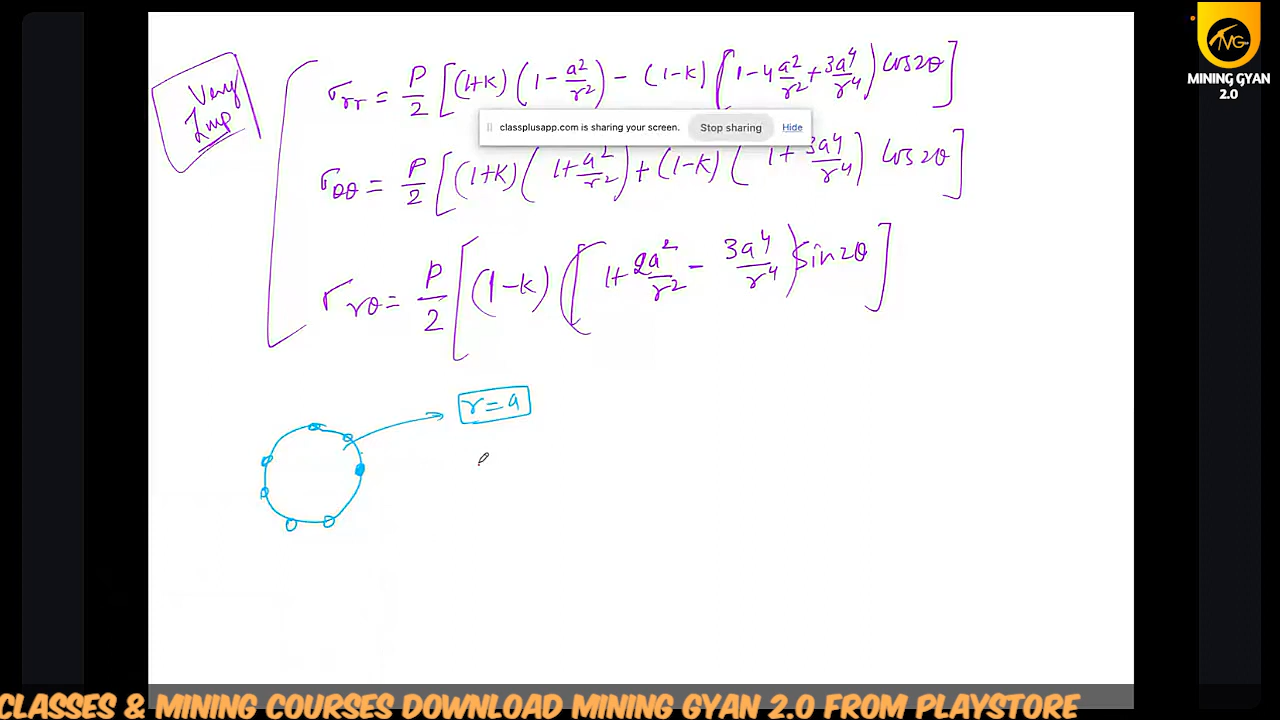 Very
Imp
σrr = P/2 [(1+K) (1 - a²/r²) - (1-K) (1 - 4a²/r² + 3a⁴/r⁴) cos2θ]
classplusapp.com is sharing your screen. Stop sharing Hide
σθθ = P/2 [(1+K) (1 + a²/r²) + (1-K) (1 + 3a⁴/r⁴) cos2θ]
σrθ = P/2 [(1-K) (1 + 2a²/r² - 3a⁴/r⁴) sin2θ]
r = a
MINING GYAN
2.0
CLASSES & MINING COURSES DOWNLOAD MINING GYAN 2.0 FROM PLAYSTORE